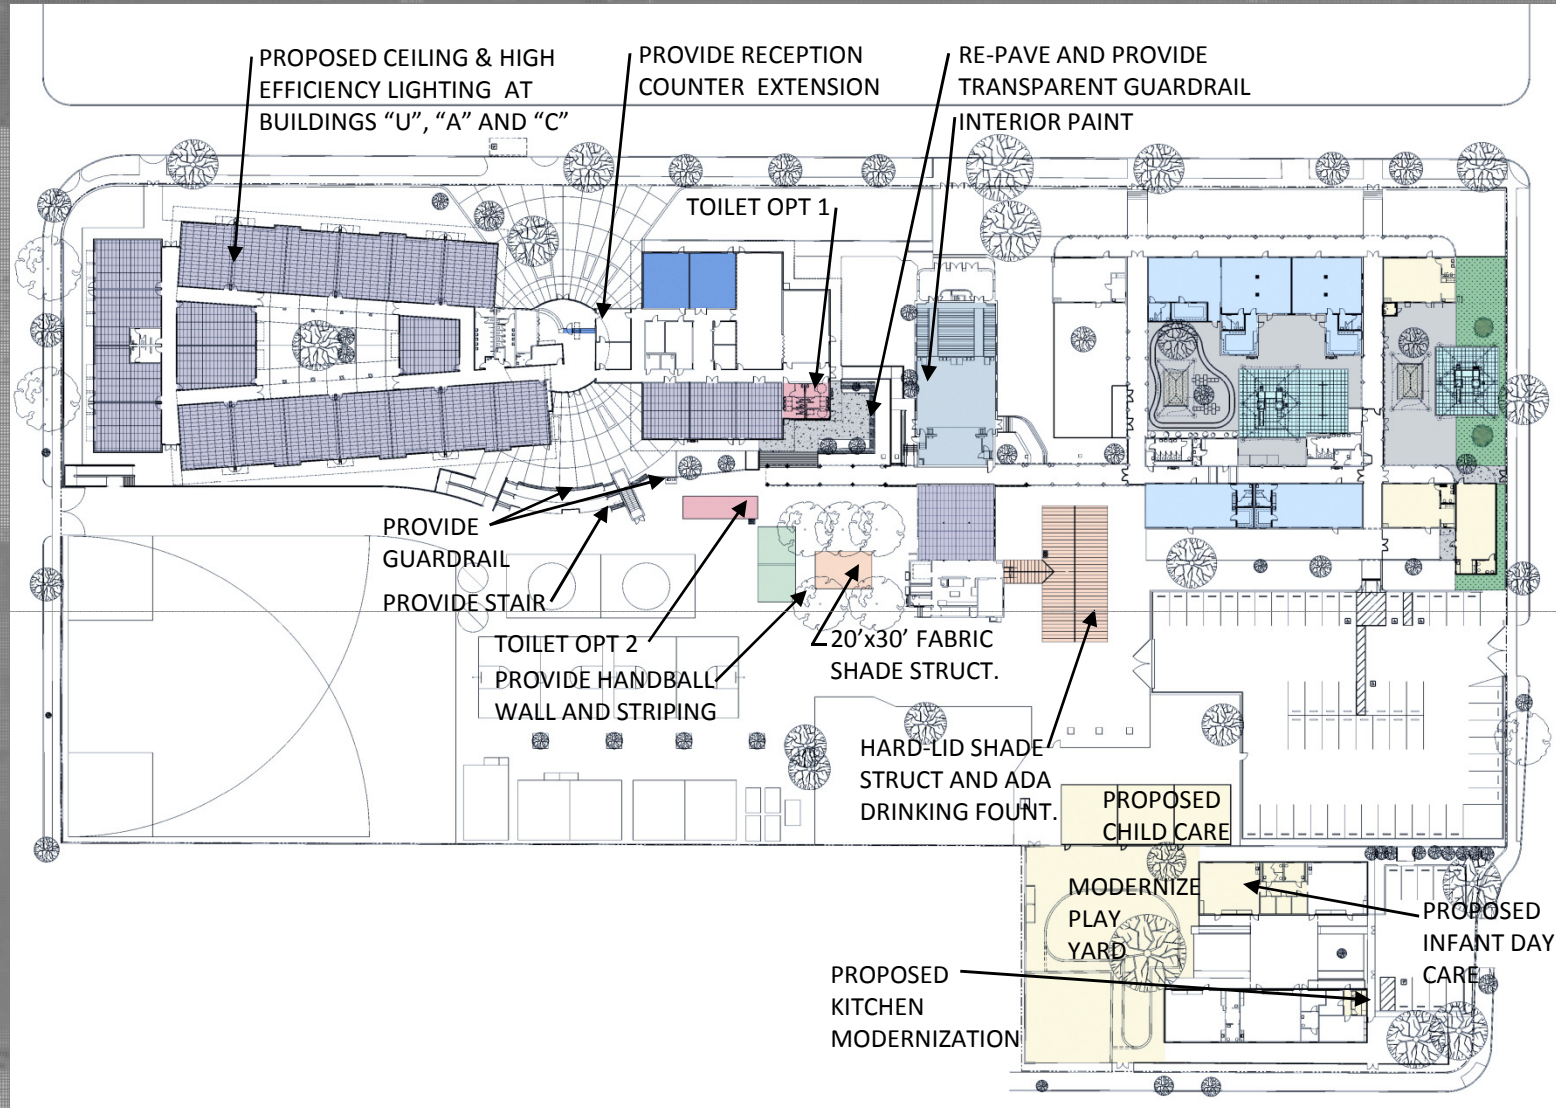 PROPOSED CEILING & HIGH
EFFICIENCY LIGHTING  AT
BUILDINGS “U”, “A” AND “C”
PROVIDE RECEPTION
COUNTER  EXTENSION
RE-PAVE AND PROVIDE
TRANSPARENT GUARDRAIL
INTERIOR PAINT
TOILET OPT 1
PROVIDE
GUARDRAIL
PROVIDE STAIR
TOILET OPT 2
PROVIDE HANDBALL
WALL AND STRIPING
20’x30’ FABRIC
SHADE STRUCT.
HARD-LID SHADE
STRUCT AND ADA
DRINKING FOUNT.
PROPOSED
CHILD CARE
MODERNIZE
PLAY
YARD
PROPOSED
INFANT DAY
CARE
PROPOSED
KITCHEN
MODERNIZATION